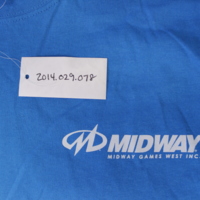 2014.029.078
MIDWAY
MIDWAY GAMES WEST INC